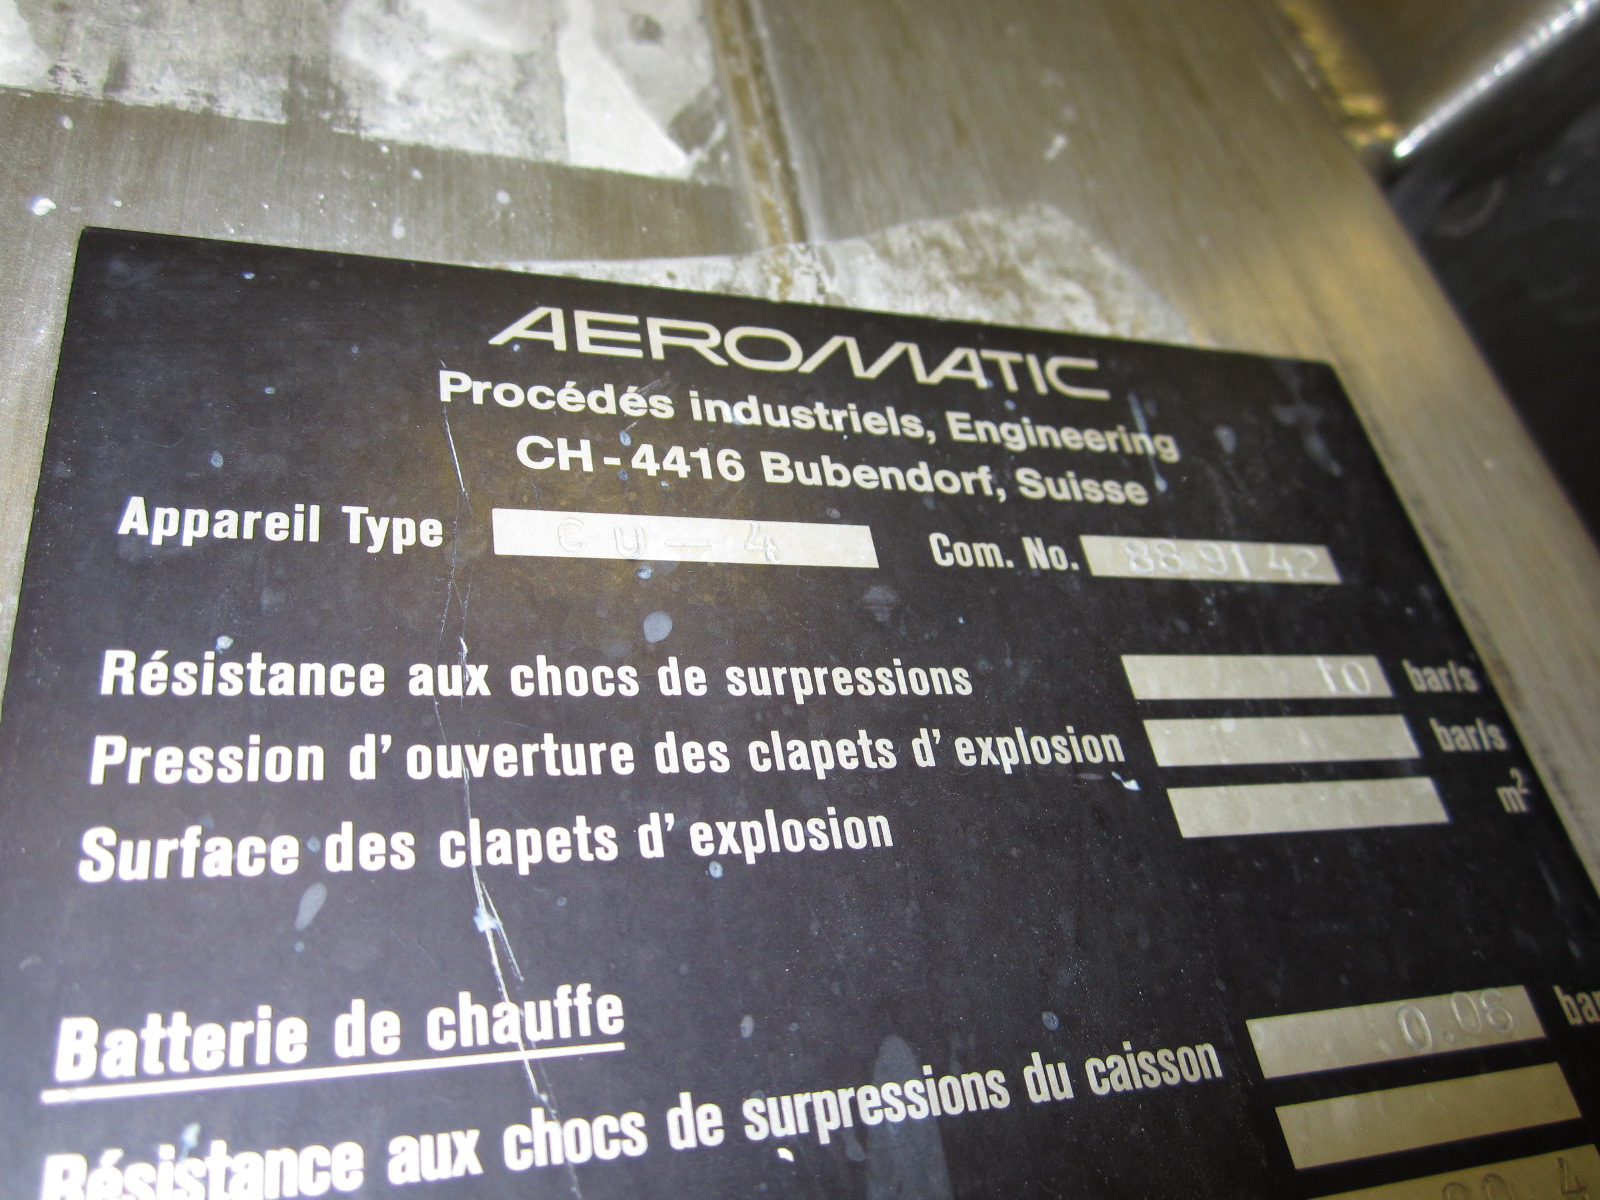 AEROMATIC
Procédés industriels, Engineering
CH-4416 Bubendorf, Suisse
Appareil Type CU-4 Com. No. 88.91 42
Résistance aux chocs de surpressions 10 bar/s
Pression d'ouverture des clapets d'explosion bar/s
Surface des clapets d'explosion m²
Batterie de chauffe
Résistance aux chocs de surpressions du caisson 0.06